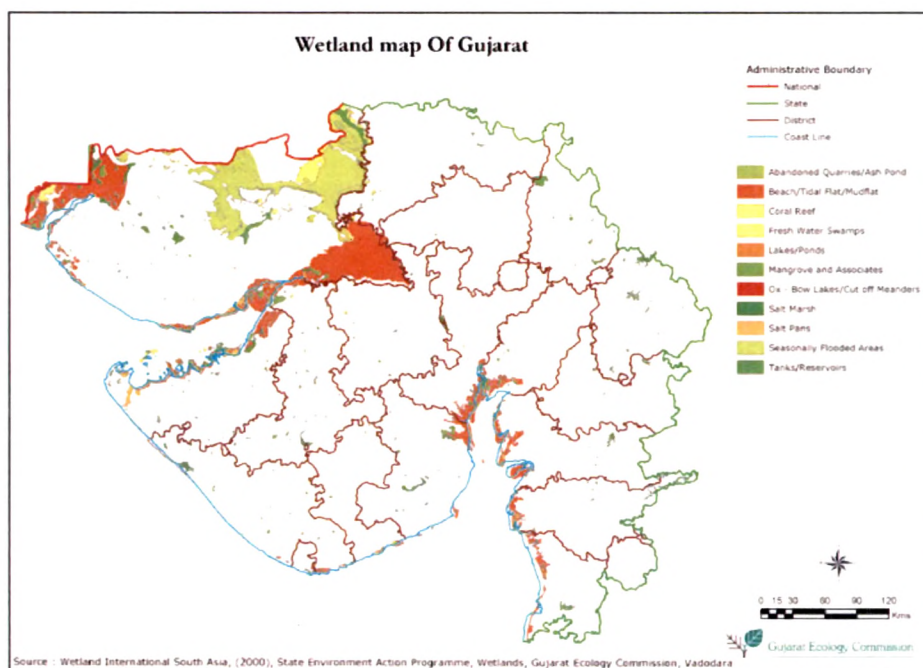 Wetland map Of Gujarat
Administrative Boundary
National
State
District
Coast Line
Abandoned Quarries/Ash Pond
Beach/Tidal Flat/Mudflat
Coral Reef
Fresh Water Swamps
Lakes/Ponds
Mangrove and Associates
Ox - Bow Lakes/Cut off Meanders
Salt Marsh
Salt Pans
Seasonally Flooded Areas
Tanks/Reservoirs
0 15 30 60 90 120
Kms
Gujarat Ecology Commission
Source : Wetland International South Asia, (2000), State Environment Action Programme, Wetlands, Gujarat Ecology Commission, Vadodara